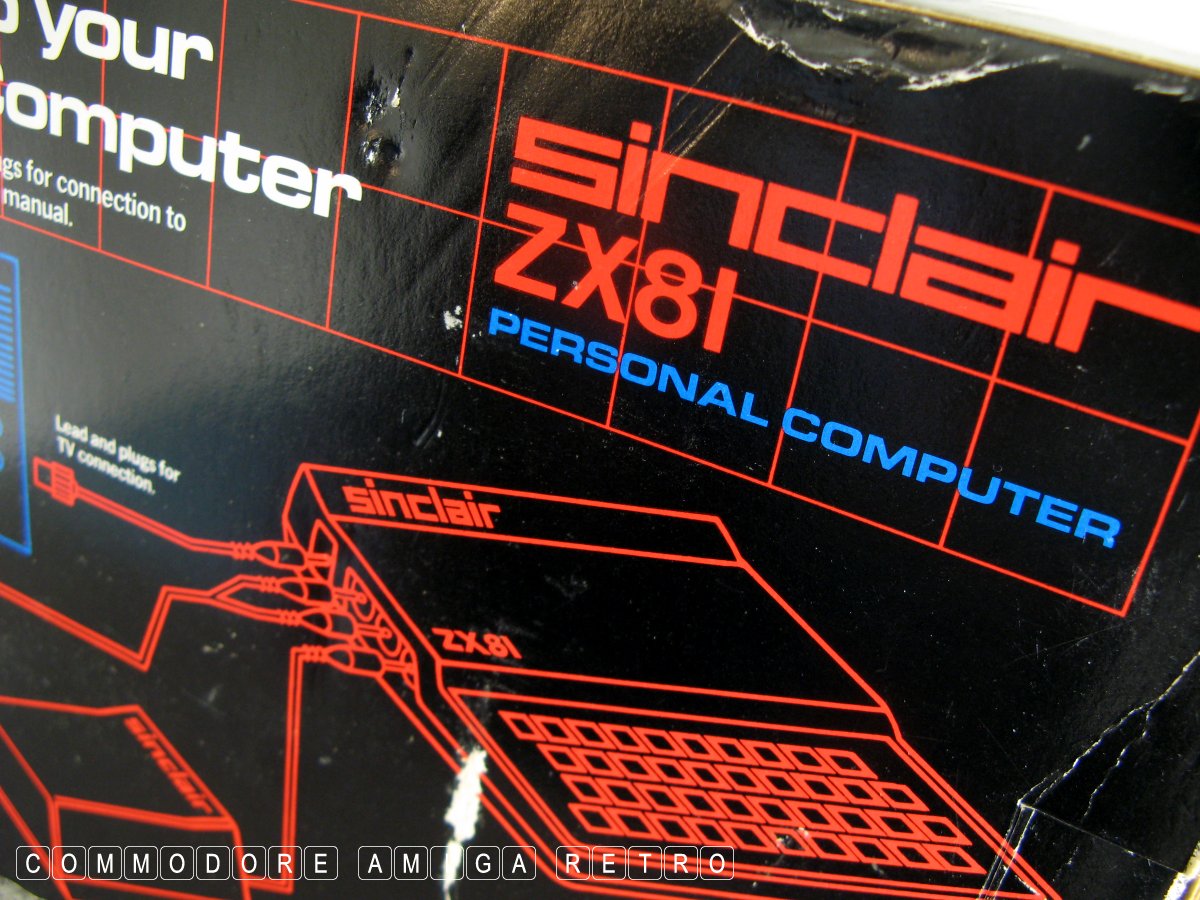 your
computer
gs for connection to
manual.
sinclair
ZX81
PERSONAL COMPUTER
Lead and plugs for
TV connection.
sinclair
ZX81
sinclair
COMMODORE AMIGA RETRO